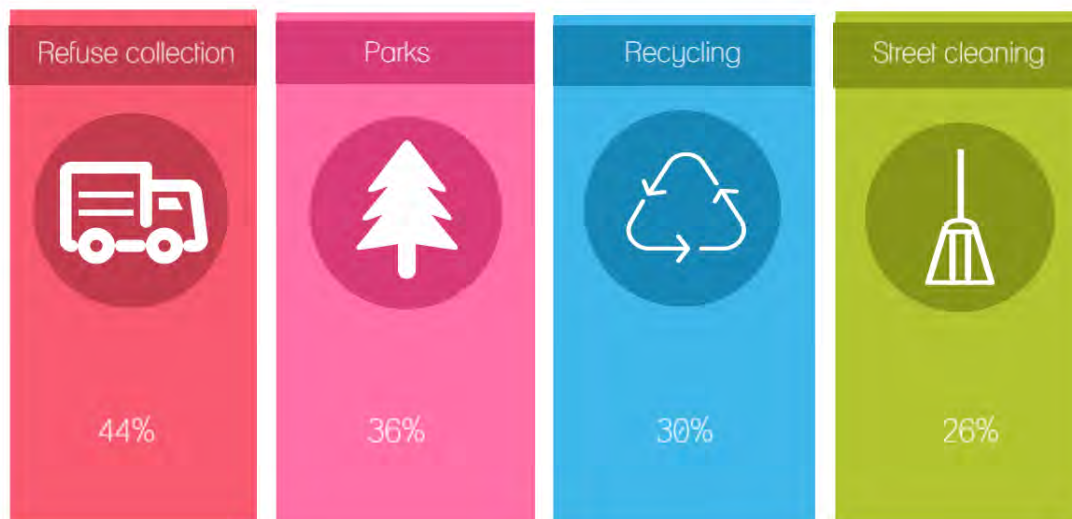 Refuse collection
Parks
Recycling
Street cleaning
44%
36%
30%
26%